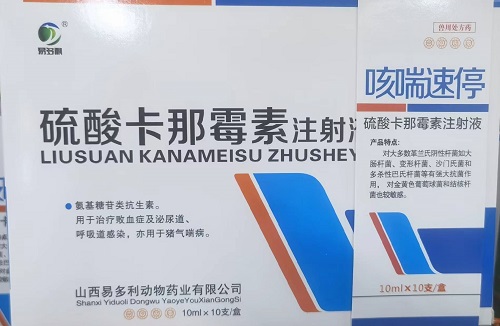 易多利®
硫酸卡那霉素注射液
LIUSUAN KANAMEISU ZHUSHEY
氨基糖苷类抗生素。
用于治疗败血症及泌尿道、
呼吸道感染，亦用于猪气喘病。
山西易多利动物药业有限公司
Shanxi Yiduoli Dongwu YaoyeYouXianGongSi
10ml×10支/盒
兽用处方药
咳喘速停
硫酸卡那霉素注射液
产品特点:
对大多数革兰氏阴性杆菌如大
肠杆菌、变形杆菌、沙门氏菌和
多杀性巴氏杆菌等有强大抗菌作
用，对金黄色葡萄球菌和结核杆
菌也较敏感。
10ml×10支/盒